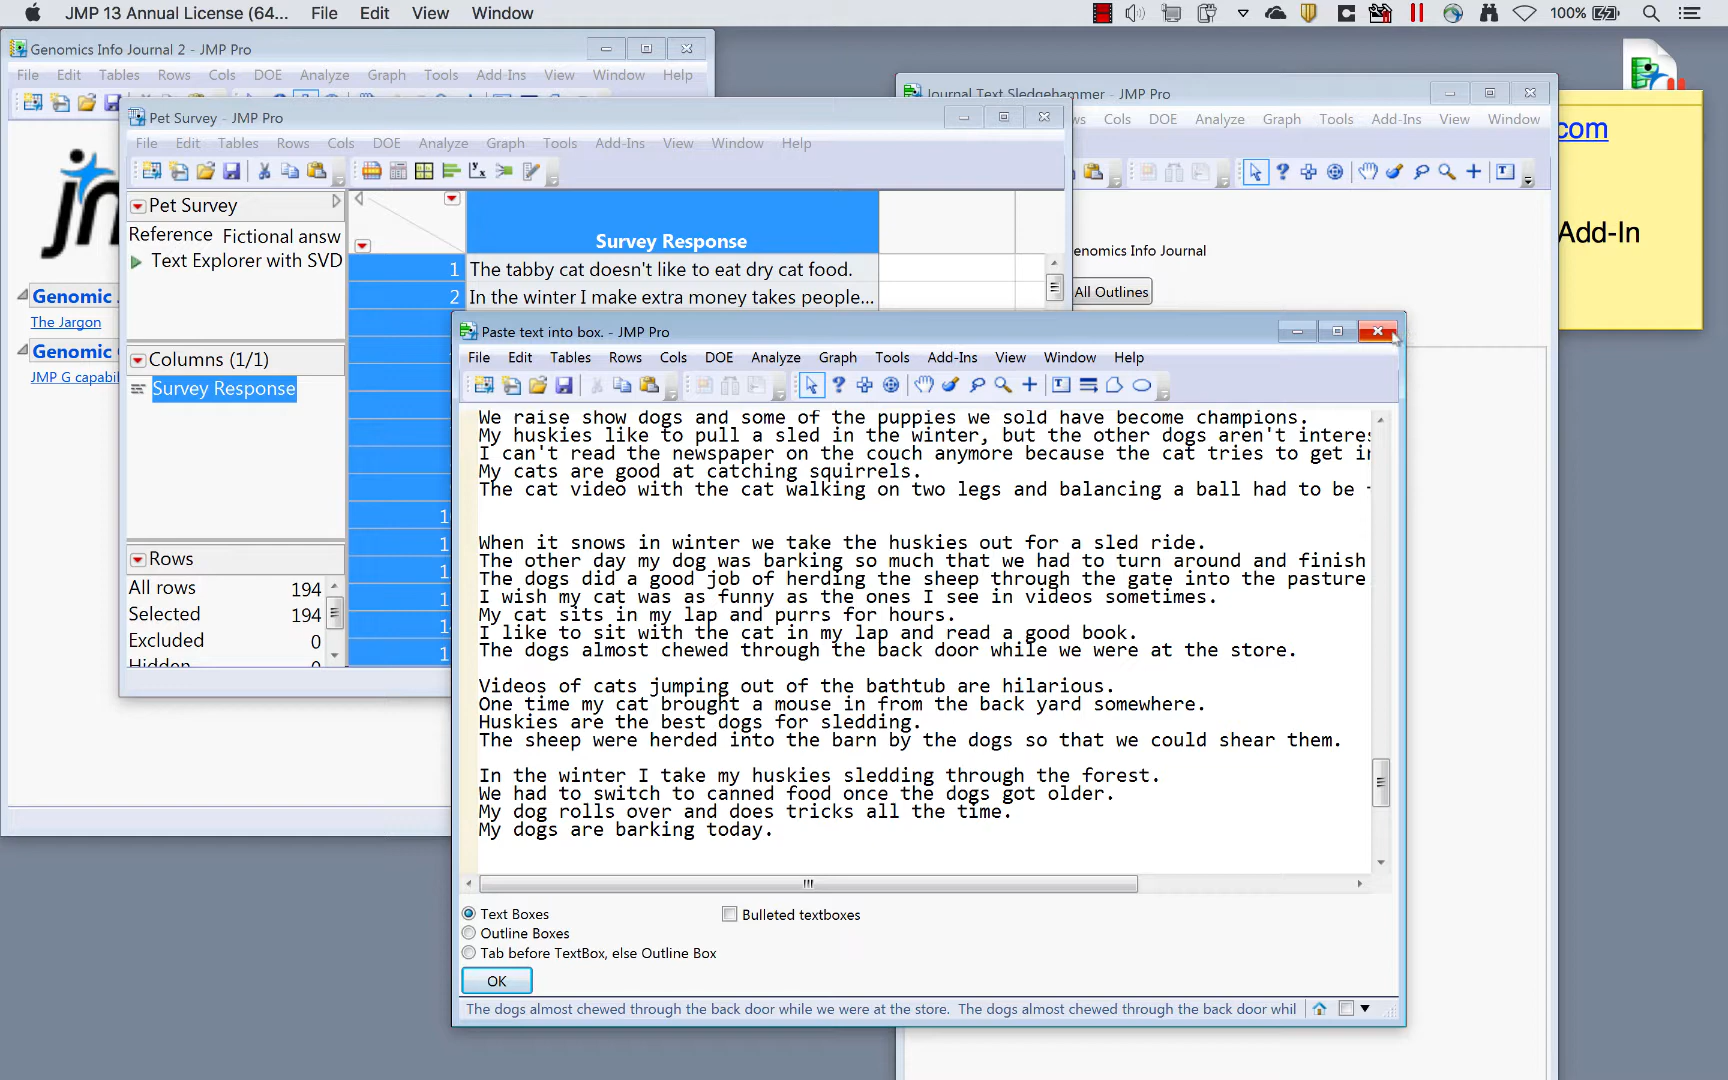 JMP 13 Annual License (64... File Edit View Window 100%
Genomics Info Journal 2 - JMP Pro
File Edit Tables Rows Cols DOE Analyze Graph Tools Add-Ins View Window Help
Genomic
The Jargon
Genomic
JMP G capabil
Pet Survey - JMP Pro
File Edit Tables Rows Cols DOE Analyze Graph Tools Add-Ins View Window Help
Pet Survey
Reference Fictional answ
Text Explorer with SVD
Columns (1/1)
Survey Response
Rows
All rows 194
Selected 194
Excluded 0
Hidden 0
Survey Response
1 The tabby cat doesn't like to eat dry cat food.
2 In the winter I make extra money takes people...
Journal Text Sledgehammer - JMP Pro
Cols DOE Analyze Graph Tools Add-Ins View Window
Genomics Info Journal
All Outlines
com
Add-In
Paste text into box. - JMP Pro
File Edit Tables Rows Cols DOE Analyze Graph Tools Add-Ins View Window Help
We raise show dogs and some of the puppies we sold have become champions.
My huskies like to pull a sled in the winter, but the other dogs aren't interes
I can't read the newspaper on the couch anymore because the cat tries to get i
My cats are good at catching squirrels.
The cat video with the cat walking on two legs and balancing a ball had to be
When it snows in winter we take the huskies out for a sled ride.
The other day my dog was barking so much that we had to turn around and finish
The dogs did a good job of herding the sheep through the gate into the pasture
I wish my cat was as funny as the ones I see in videos sometimes.
My cat sits in my lap and purrs for hours.
I like to sit with the cat in my lap and read a good book.
The dogs almost chewed through the back door while we were at the store.
Videos of cats jumping out of the bathtub are hilarious.
One time my cat brought a mouse in from the back yard somewhere.
Huskies are the best dogs for sledding.
The sheep were herded into the barn by the dogs so that we could shear them.
In the winter I take my huskies sledding through the forest.
We had to switch to canned food once the dogs got older.
My dog rolls over and does tricks all the time.
My dogs are barking today.
Text Boxes
Bulleted textboxes
Outline Boxes
Tab before TextBox, else Outline Box
OK
The dogs almost chewed through the back door while we were at the store. The dogs almost chewed through the back door whil